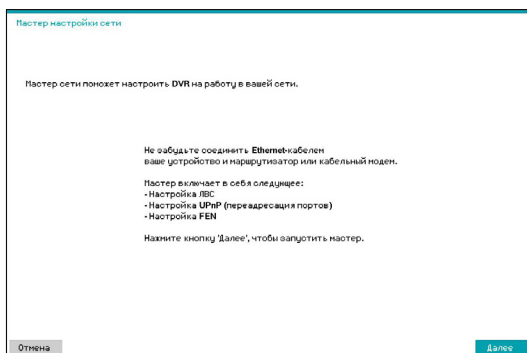 Мастер настройки сети
Мастер сети поможет настроить DVR на работу в вашей сети.
Не забудьте соединить Ethernet-кабелем
ваше устройство и маршрутизатор или кабельный модем.
Мастер включает в себя следующее:
-Настройка ЛВС
-Настройка UPnP (переадресация портов)
-Настройка FEN
Нажмите кнопку 'Далее', чтобы запустить мастер.
Отмена
Далее